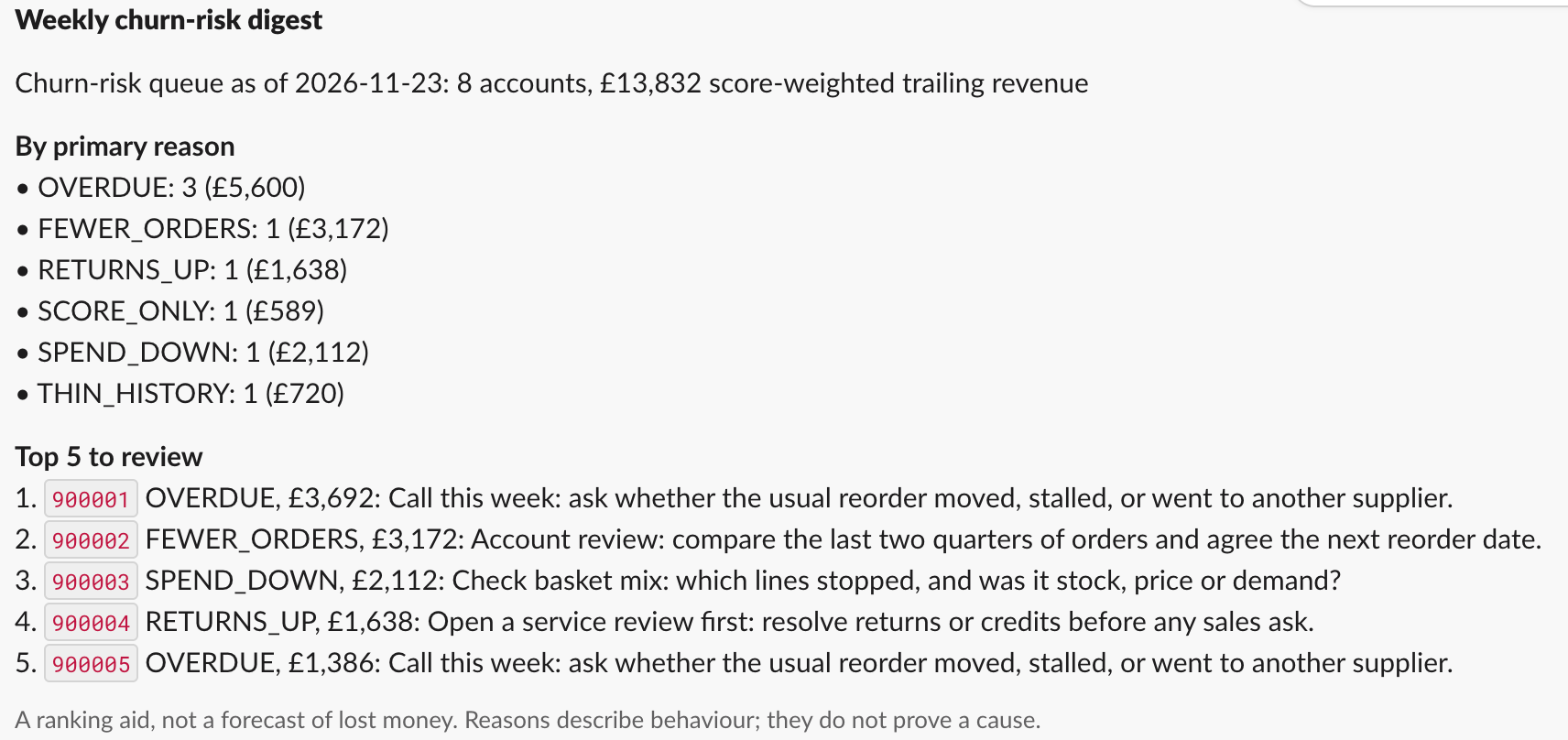 Weekly churn-risk digest
Churn-risk queue as of 2026-11-23: 8 accounts, £13,832 score-weighted trailing revenue
By primary reason
• OVERDUE: 3 (£5,600)
• FEWER_ORDERS: 1 (£3,172)
• RETURNS_UP: 1 (£1,638)
• SCORE_ONLY: 1 (£589)
• SPEND_DOWN: 1 (£2,112)
• THIN_HISTORY: 1 (£720)
Top 5 to review
1. 900001 OVERDUE, £3,692: Call this week: ask whether the usual reorder moved, stalled, or went to another supplier.
2. 900002 FEWER_ORDERS, £3,172: Account review: compare the last two quarters of orders and agree the next reorder date.
3. 900003 SPEND_DOWN, £2,112: Check basket mix: which lines stopped, and was it stock, price or demand?
4. 900004 RETURNS_UP, £1,638: Open a service review first: resolve returns or credits before any sales ask.
5. 900005 OVERDUE, £1,386: Call this week: ask whether the usual reorder moved, stalled, or went to another supplier.
A ranking aid, not a forecast of lost money. Reasons describe behaviour; they do not prove a cause.